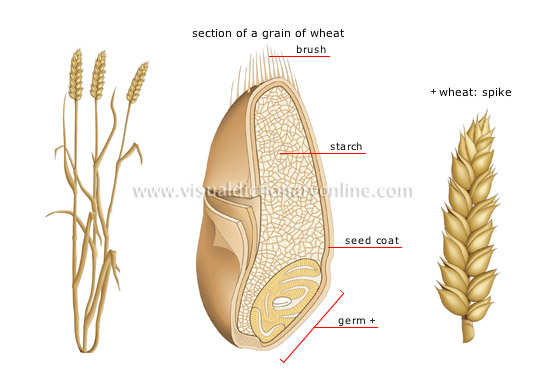 section of a grain of wheat
brush
+ wheat: spike
starch
www.visualdictionaryonline.com
seed coat
germ +